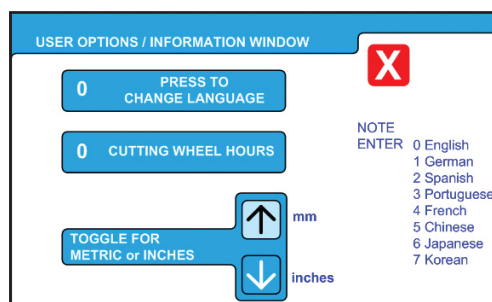 USER OPTIONS / INFORMATION WINDOW
X
0 PRESS TO
CHANGE LANGUAGE
0 CUTTING WHEEL HOURS
NOTE
ENTER 0 English
1 German
2 Spanish
3 Portuguese
4 French
5 Chinese
6 Japanese
7 Korean
TOGGLE FOR
METRIC or INCHES
mm
inches